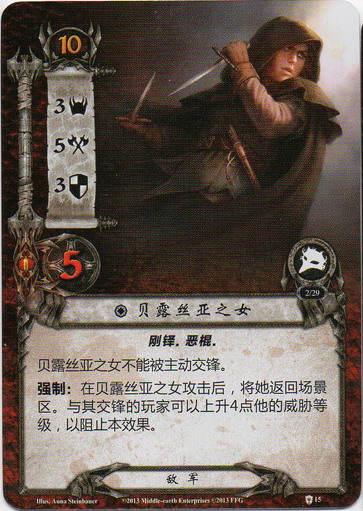 10
3
5
3
5
2/29
贝露丝亚之女
刚铎. 恶棍.
贝露丝亚之女不能被主动交锋。
强制：在贝露丝亚之女攻击后，将她返回场景
区。与其交锋的玩家可以上升4点他的威胁等
级，以阻止本效果。
敌军
Illus. Anna Steinbauer ©2013 Middle-earth Enterprises ©2013 FFG 15